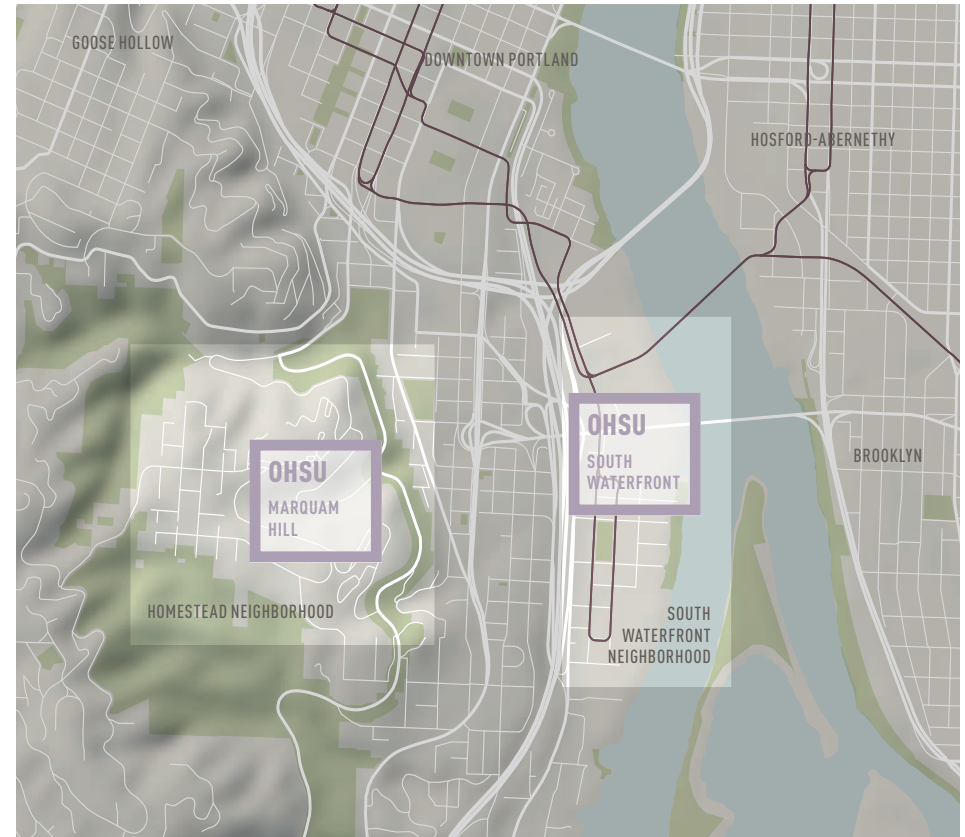 GOOSE HOLLOW
DOWNTOWN PORTLAND
HOSFORD-ABERNETHY
OHSU
SOUTH
WATERFRONT
BROOKLYN
OHSU
MARQUAM
HILL
HOMESTEAD NEIGHBORHOOD
SOUTH
WATERFRONT
NEIGHBORHOOD